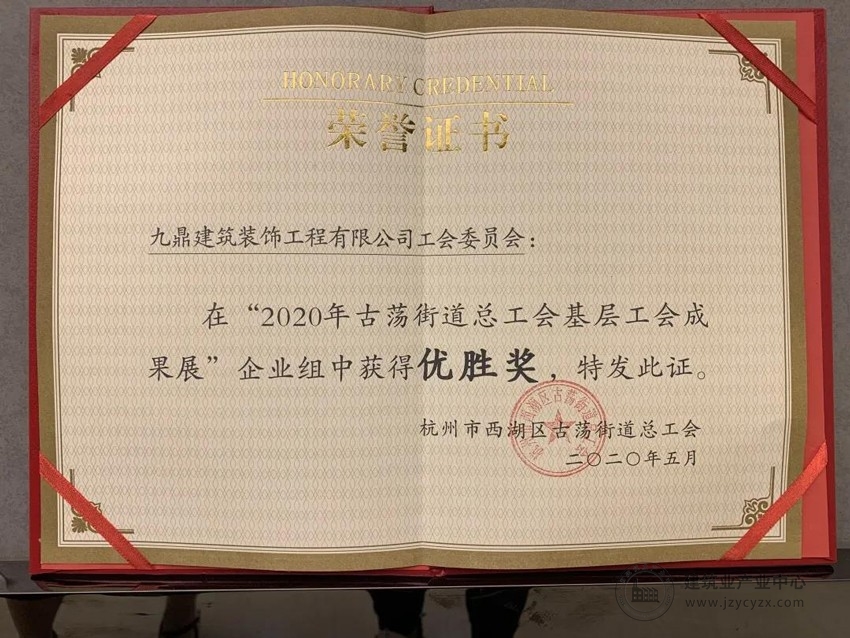 HONORARY CREDENTIAL
荣誉证书
九鼎建筑装饰工程有限公司工会委员会：
在“2020年古荡街道总工会基层工会成
果展”企业组中获得优胜奖，特发此证。
杭州市西湖区古荡街道总工会
二〇二〇年五月
建筑业产业中心
www.jzycyzx.com